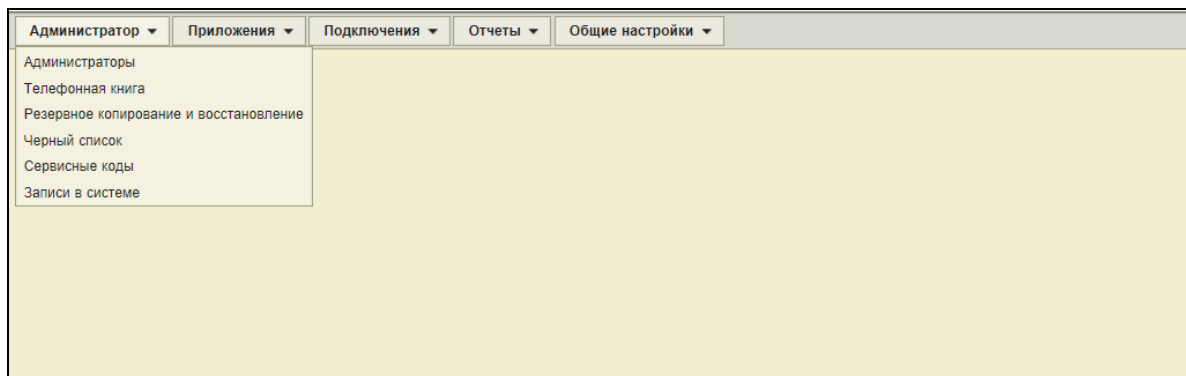 Администратор Приложения Подключения Отчеты Общие настройки
Администраторы
Телефонная книга
Резервное копирование и восстановление
Черный список
Сервисные коды
Записи в системе